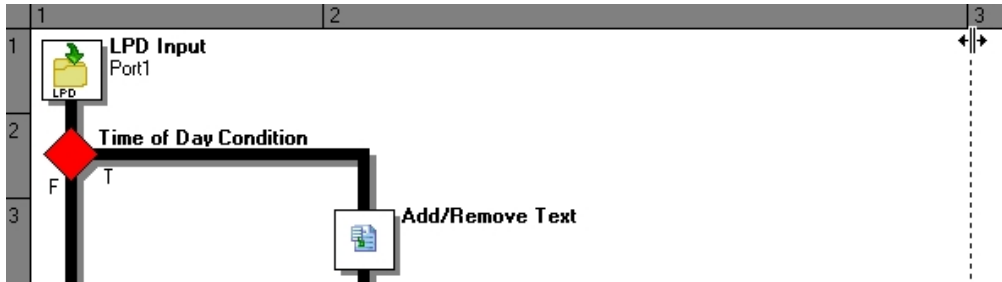 1 2 3
1
LPD Input
Port1
LPD
2
Time of Day Condition
F
T
3
Add/Remove Text